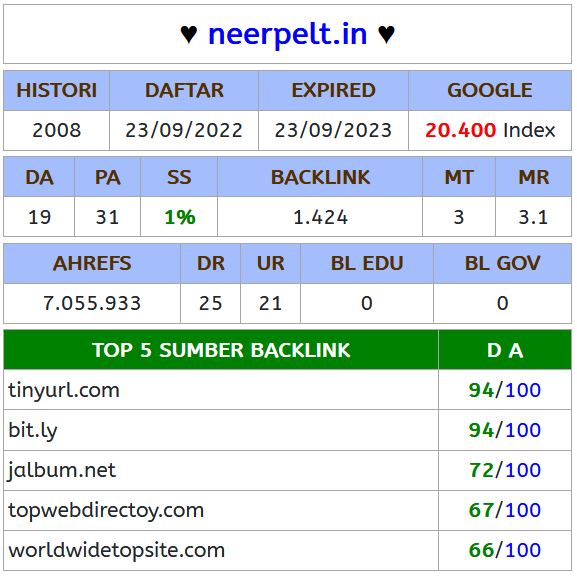 ♥ neerpelt.in ♥
HISTORI DAFTAR EXPIRED GOOGLE
2008 23/09/2022 23/09/2023 20.400 Index
DA PA SS BACKLINK MT MR
19 31 1% 1.424 3 3.1
AHREFS DR UR BL EDU BL GOV
7.055.933 25 21 0 0
TOP 5 SUMBER BACKLINK D A
tinyurl.com 94/100
bit.ly 94/100
jalbum.net 72/100
topwebdirectoy.com 67/100
worldwidetopsite.com 66/100